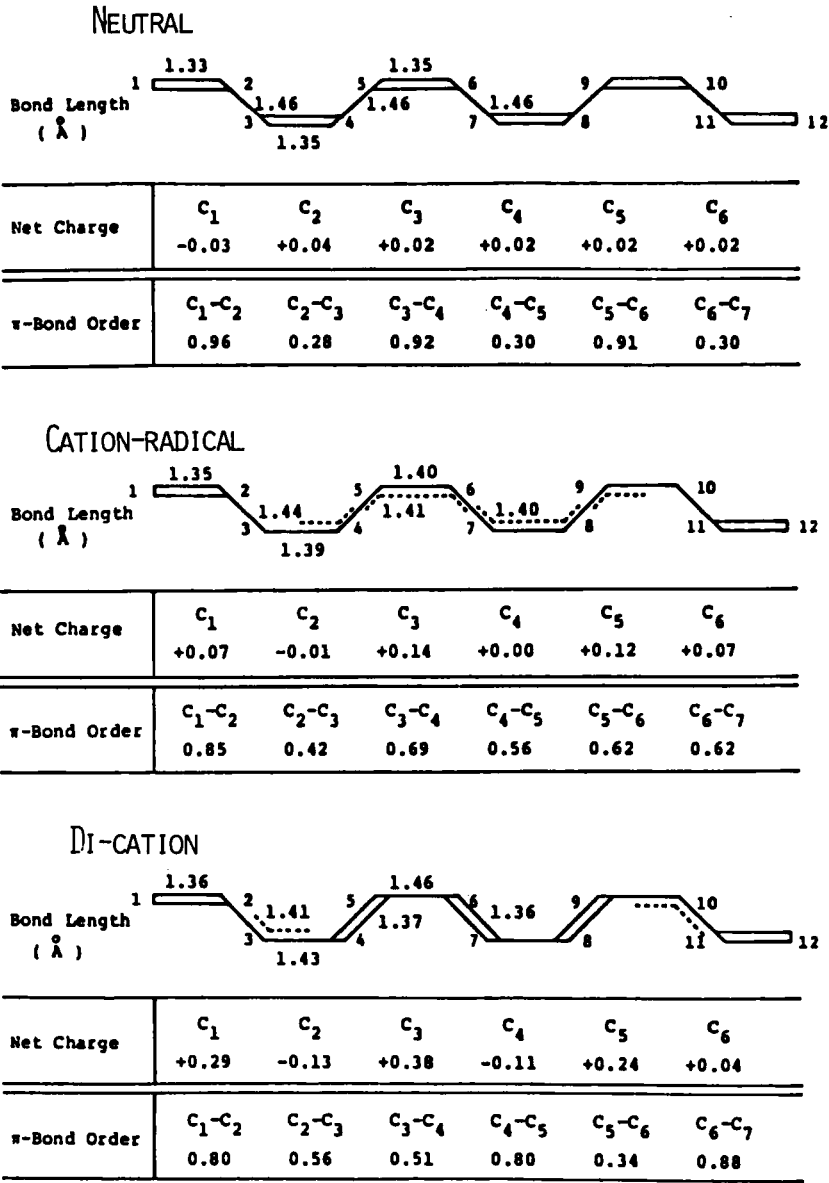 NEUTRAL
1.33 1.35
1 2 5 6 9 10
Bond Length 1.46 1.46 1.46
( Å ) 3 4 7 8 11 12
1.35
Net Charge C1 C2 C3 C4 C5 C6
-0.03 +0.04 +0.02 +0.02 +0.02 +0.02
π-Bond Order C1-C2 C2-C3 C3-C4 C4-C5 C5-C6 C6-C7
0.96 0.28 0.92 0.30 0.91 0.30
CATION-RADICAL
1.35 1.40
1 2 5 6 9 10
Bond Length 1.44 1.41 1.40
( Å ) 3 4 7 8 11 12
1.39
Net Charge C1 C2 C3 C4 C5 C6
+0.07 -0.01 +0.14 +0.00 +0.12 +0.07
π-Bond Order C1-C2 C2-C3 C3-C4 C4-C5 C5-C6 C6-C7
0.85 0.42 0.69 0.56 0.62 0.62
DI-CATION
1.36 1.46
1 2 5 6 9 10
Bond Length 1.41 1.37 1.36
( Å ) 3 4 7 8 11 12
1.43
Net Charge C1 C2 C3 C4 C5 C6
+0.29 -0.13 +0.38 -0.11 +0.24 +0.04
π-Bond Order C1-C2 C2-C3 C3-C4 C4-C5 C5-C6 C6-C7
0.80 0.56 0.51 0.80 0.34 0.88